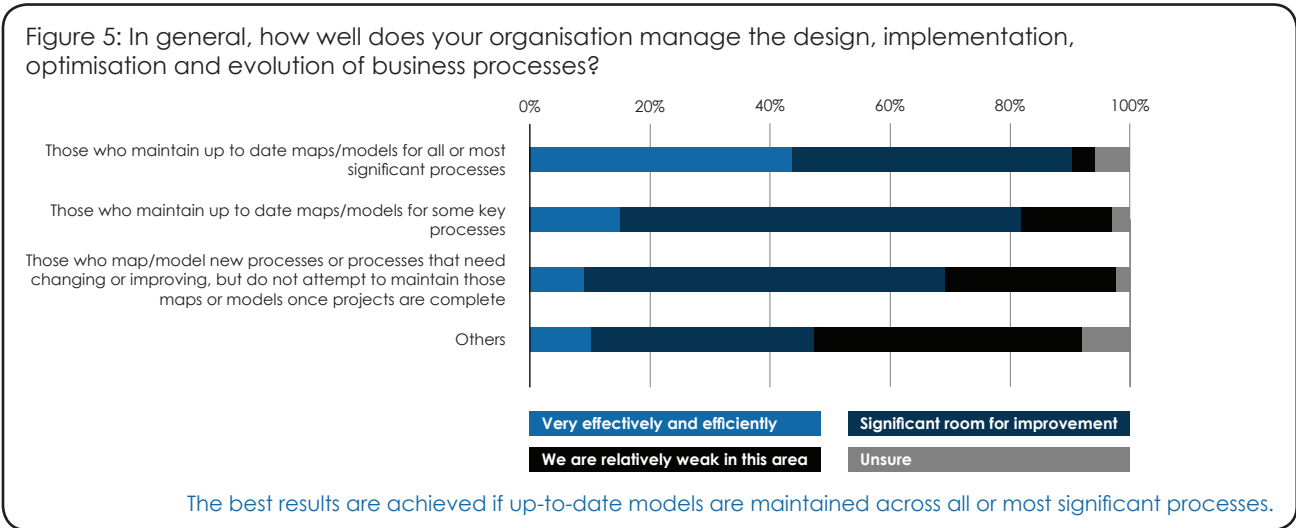 Figure 5: In general, how well does your organisation manage the design, implementation,
optimisation and evolution of business processes?
0% 20% 40% 60% 80% 100%
Those who maintain up to date maps/models for all or most
significant processes
Those who maintain up to date maps/models for some key
processes
Those who map/model new processes or processes that need
changing or improving, but do not attempt to maintain those
maps or models once projects are complete
Others
Very effectively and efficiently Significant room for improvement
We are relatively weak in this area Unsure
The best results are achieved if up-to-date models are maintained across all or most significant processes.